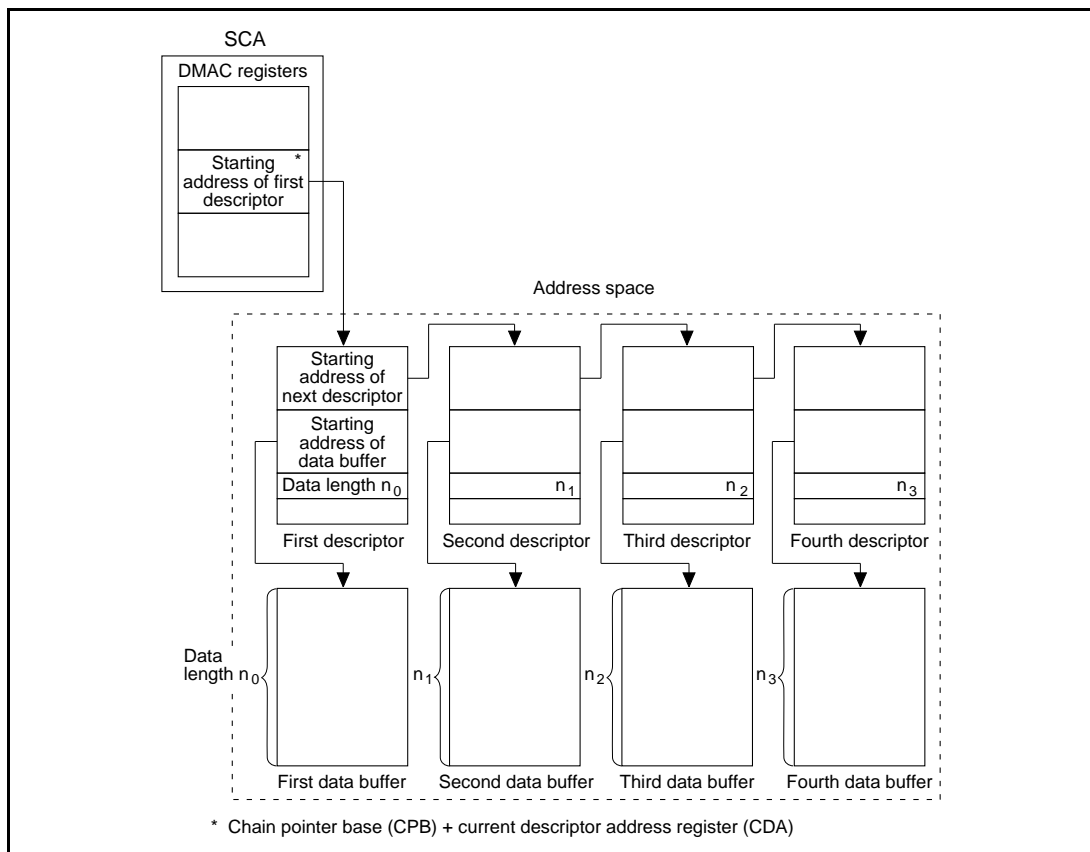 SCA
DMAC registers
Starting *
address of first
descriptor
Address space
Starting
address of
next descriptor
Starting
address of
data buffer
Data length n0
n1
n2
n3
First descriptor
Second descriptor
Third descriptor
Fourth descriptor
Data
length n0
n1
n2
n3
First data buffer
Second data buffer
Third data buffer
Fourth data buffer
* Chain pointer base (CPB) + current descriptor address register (CDA)